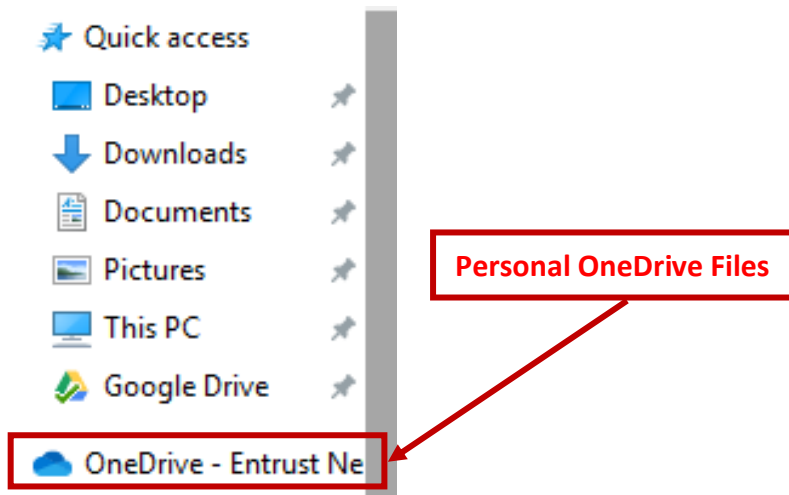 Quick access
Desktop
Downloads
Documents
Pictures
Personal OneDrive Files
This PC
Google Drive
OneDrive - Entrust Ne